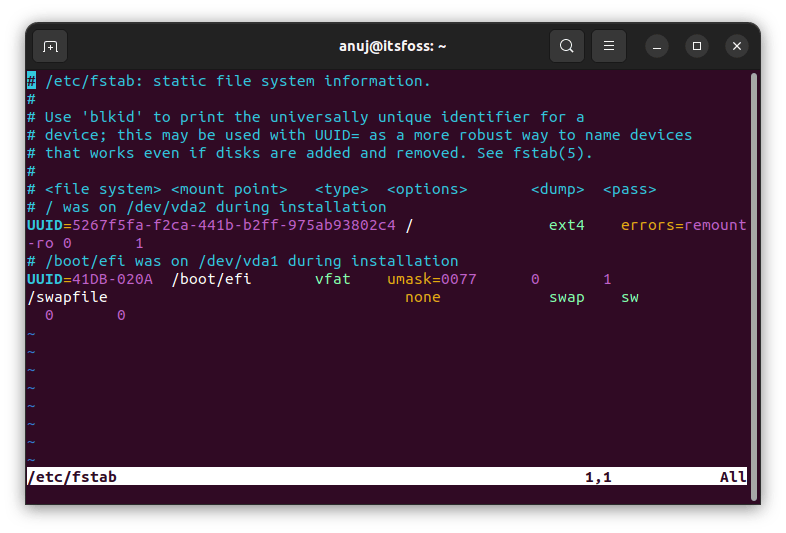 anuj@itsfoss: ~
# /etc/fstab: static file system information.
#
# Use 'blkid' to print the universally unique identifier for a
# device; this may be used with UUID= as a more robust way to name devices
# that works even if disks are added and removed. See fstab(5).
#
# <file system> <mount point>   <type>  <options>       <dump>  <pass>
# / was on /dev/vda2 during installation
UUID=5267f5fa-f2ca-441b-b2ff-975ab93802c4 /               ext4    errors=remount
-ro 0       1
# /boot/efi was on /dev/vda1 during installation
UUID=41DB-020A  /boot/efi       vfat    umask=0077      0       1
/swapfile                                 none            swap    sw
  0       0
~
~
~
~
~
~
~
~
/etc/fstab                                                    1,1            All